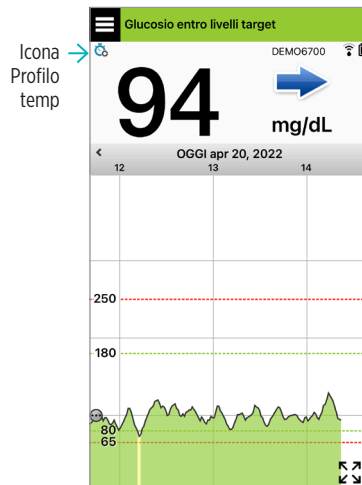 Glucosio entro livelli target
Icona
Profilo
temp
DEMO6700
94
mg/dL
OGGI apr 20, 2022
12 13 14
250
180
80
65